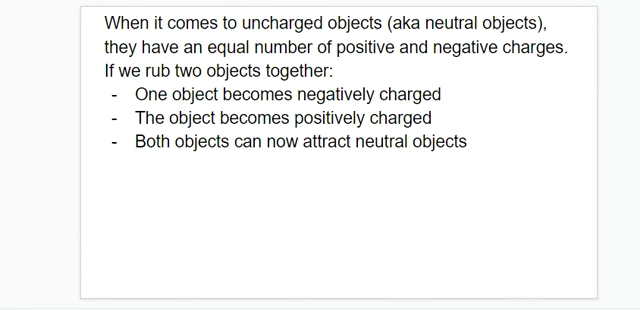 When it comes to uncharged objects (aka neutral objects),
they have an equal number of positive and negative charges.
If we rub two objects together:
- One object becomes negatively charged
- The object becomes positively charged
- Both objects can now attract neutral objects